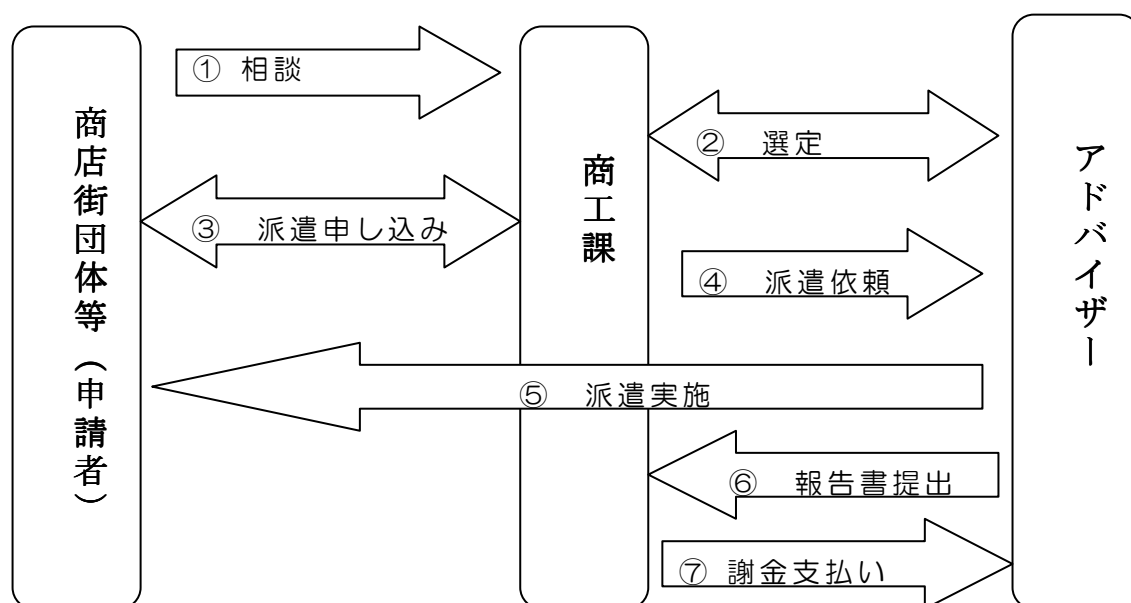 商店街団体等（申請者）
① 相談
③ 派遣申し込み
商工課
② 選定
④ 派遣依頼
⑤ 派遣実施
⑥ 報告書提出
⑦ 謝金支払い
アドバイザー